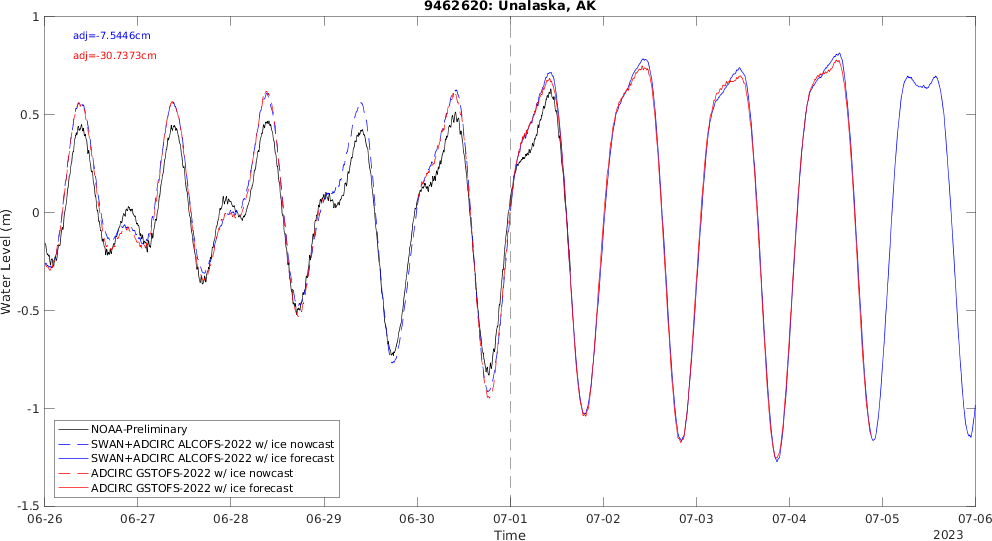 9462620: Unalaska, AK
adj=-7.5446cm
adj=-30.7373cm
Water Level (m)
1
0.5
0
-0.5
-1
-1.5
NOAA-Preliminary
SWAN+ADCIRC ALCOFS-2022 w/ ice nowcast
SWAN+ADCIRC ALCOFS-2022 w/ ice forecast
ADCIRC GSTOFS-2022 w/ ice nowcast
ADCIRC GSTOFS-2022 w/ ice forecast
06-26 06-27 06-28 06-29 06-30 07-01 07-02 07-03 07-04 07-05 07-06
Time
2023